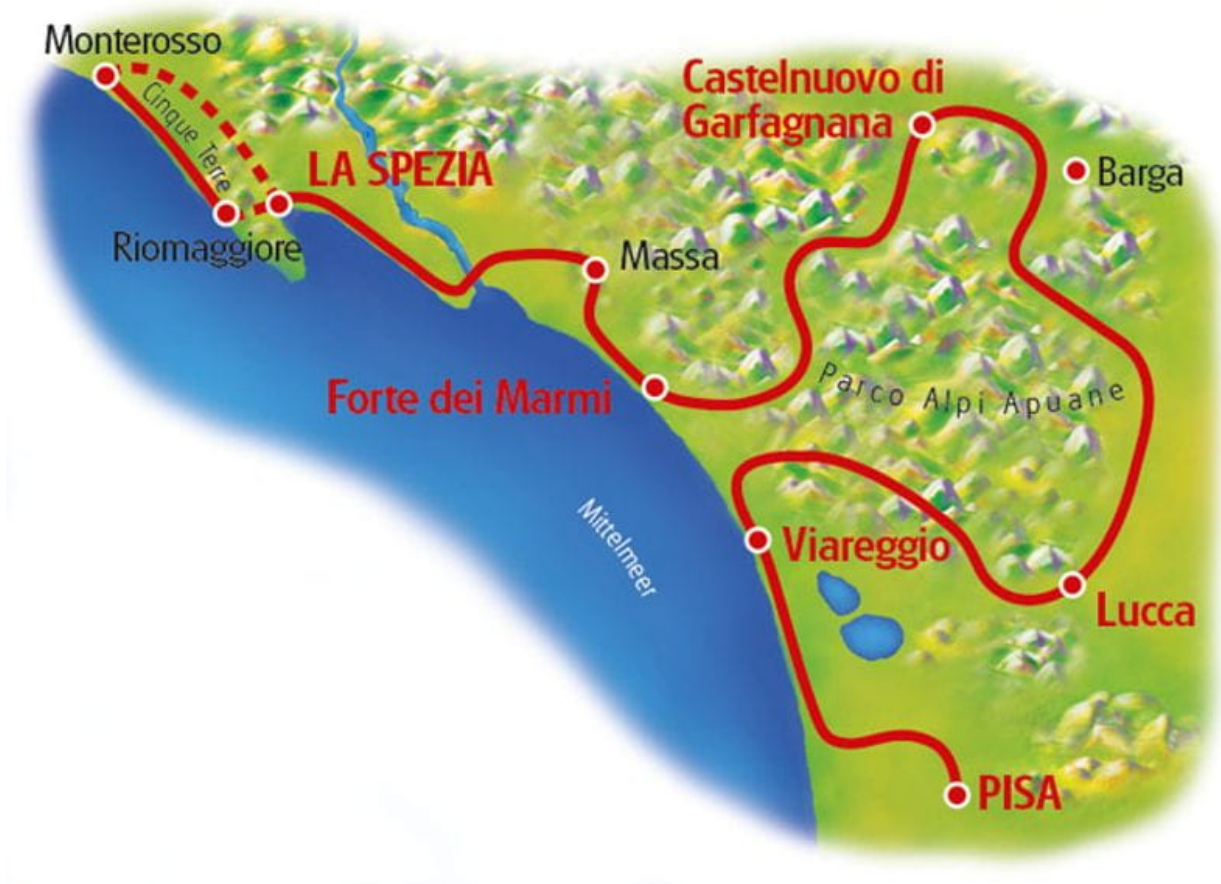 Monterosso
Cinque Terre
Castelnuovo di
Garfagnana
LA SPEZIA
Barga
Riomaggiore
Massa
Forte dei Marmi
Parco Alpi Apuane
Mittelmeer
Viareggio
Lucca
PISA